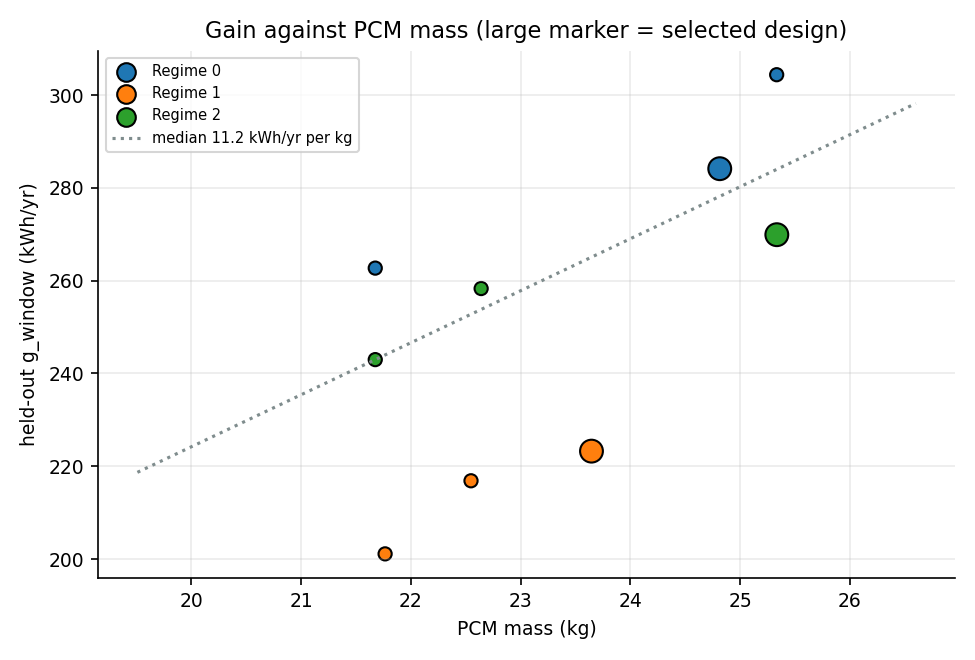 Gain against PCM mass (large marker = selected design)
Regime 0
Regime 1
Regime 2
median 11.2 kWh/yr per kg
held-out g_window (kWh/yr)
300
280
260
240
220
200
20 21 22 23 24 25 26
PCM mass (kg)